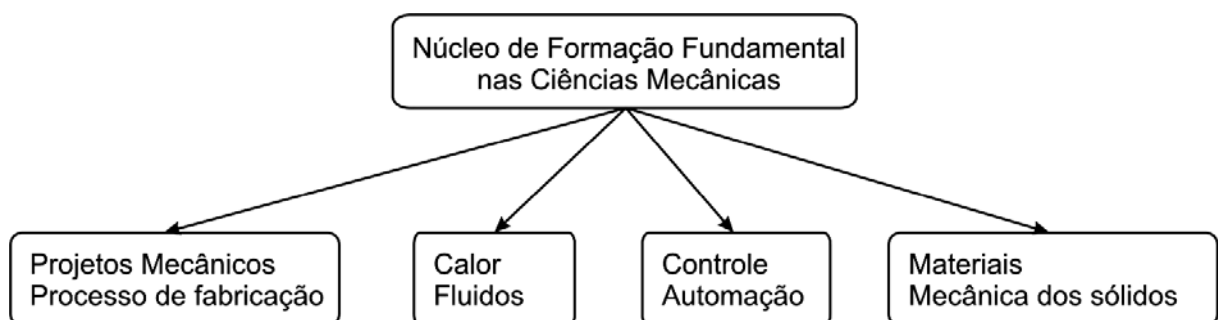 Núcleo de Formação Fundamental
nas Ciências Mecânicas
Projetos Mecânicos
Processo de fabricação
Calor
Fluidos
Controle
Automação
Materiais
Mecânica dos sólidos